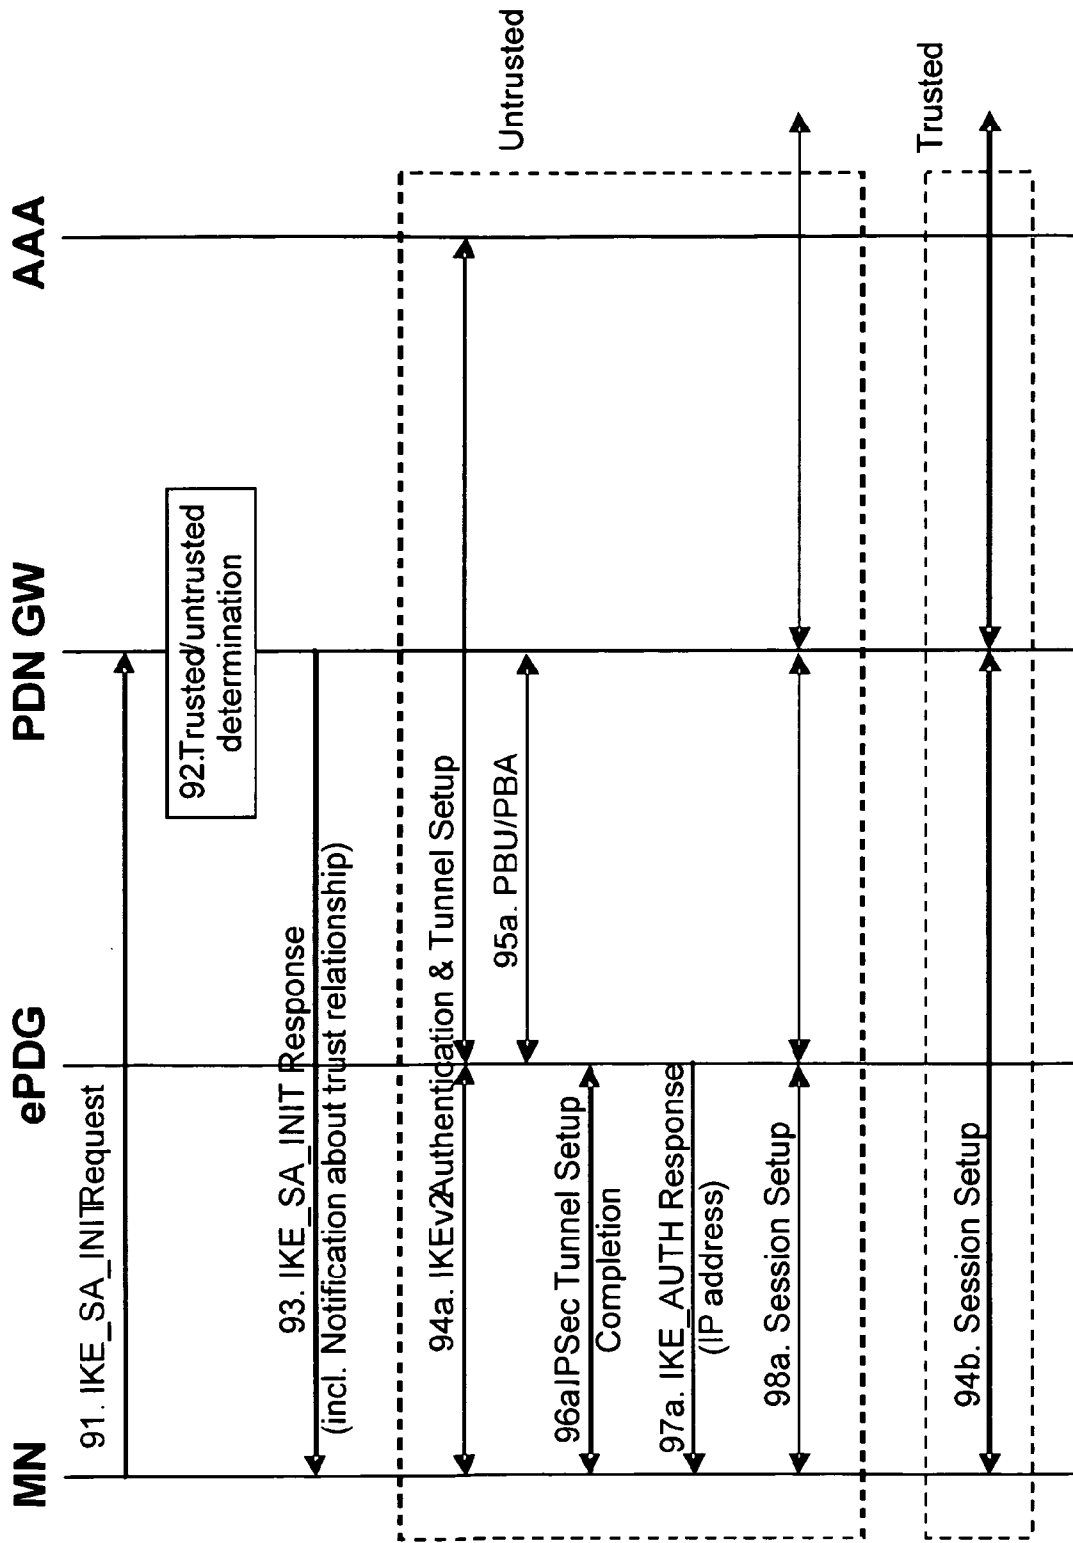 MN
ePDG
PDN GW
AAA
91. IKE_SA_INITRequest
92.Trusted/untrusted
determination
93. IKE_SA_INIT Response
(incl. Notification about trust relationship)
Untrusted
94a. IKEv2Authentication & Tunnel Setup
95a. PBU/PBA
96aIPSec Tunnel Setup
Completion
97a. IKE_AUTH Response
(IP address)
98a. Session Setup
Trusted
94b. Session Setup